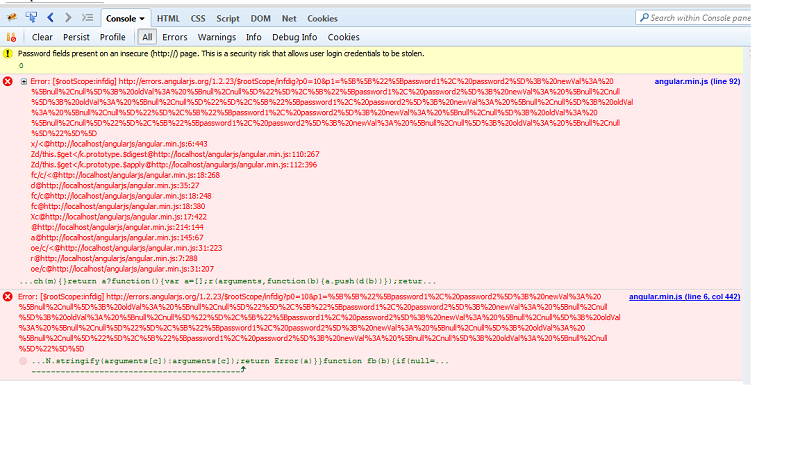 Console HTML CSS Script DOM Net Cookies Search within Console pane
Clear Persist Profile All Errors Warnings Info Debug Info Cookies
Password fields present on an insecure (http://) page. This is a security risk that allows user login credentials to be stolen.
0
Error: [$rootScope:infdig] http://errors.angularjs.org/1.2.23/$rootScope/infdig?p0=10&p1=%5B%5B%22%5Bpassword1%2C%20password2%5D%3B%20newVal%3A%20 angular.min.js (line 92)
%5Bnull%2Cnull%5D%3B%20oldVal%3A%20%5Bnull%2Cnull%5D%22%5D%2C%5B%22%5Bpassword1%2C%20password2%5D%3B%20newVal%3A%20%5Bnull%2Cnull
%5D%3B%20oldVal%3A%20%5Bnull%2Cnull%5D%22%5D%2C%5B%22%5Bpassword1%2C%20password2%5D%3B%20newVal%3A%20%5Bnull%2Cnull%5D%3B%20oldVal
%3A%20%5Bnull%2Cnull%5D%22%5D%2C%5B%22%5Bpassword1%2C%20password2%5D%3B%20newVal%3A%20%5Bnull%2Cnull%5D%3B%20oldVal%3A%20
%5Bnull%2Cnull%5D%22%5D%2C%5B%22%5Bpassword1%2C%20password2%5D%3B%20newVal%3A%20%5Bnull%2Cnull%5D%3B%20oldVal%3A%20%5Bnull%2Cnull
%5D%22%5D%5D
x/<@http://localhost/angularjs/angular.min.js:6:443
Zd/this.$get</k.prototype.$digest@http://localhost/angularjs/angular.min.js:110:267
Zd/this.$get</k.prototype.$apply@http://localhost/angularjs/angular.min.js:112:396
fc/c/<@http://localhost/angularjs/angular.min.js:18:268
d@http://localhost/angularjs/angular.min.js:35:27
fc/c@http://localhost/angularjs/angular.min.js:18:248
fc@http://localhost/angularjs/angular.min.js:18:380
Xc@http://localhost/angularjs/angular.min.js:17:422
@http://localhost/angularjs/angular.min.js:214:144
a@http://localhost/angularjs/angular.min.js:145:67
oe/c/<@http://localhost/angularjs/angular.min.js:31:223
r@http://localhost/angularjs/angular.min.js:7:288
oe/c@http://localhost/angularjs/angular.min.js:31:207
...ch(m){}return a?function(){var a=[];r(arguments,function(b){a.push(d(b))});retur...
Error: [$rootScope:infdig] http://errors.angularjs.org/1.2.23/$rootScope/infdig?p0=10&p1=%5B%5B%22%5Bpassword1%2C%20password2%5D%3B%20newVal%3A%20 angular.min.js (line 6, col 442)
%5Bnull%2Cnull%5D%3B%20oldVal%3A%20%5Bnull%2Cnull%5D%22%5D%2C%5B%22%5Bpassword1%2C%20password2%5D%3B%20newVal%3A%20%5Bnull%2Cnull
%5D%3B%20oldVal%3A%20%5Bnull%2Cnull%5D%22%5D%2C%5B%22%5Bpassword1%2C%20password2%5D%3B%20newVal%3A%20%5Bnull%2Cnull%5D%3B%20oldVal
%3A%20%5Bnull%2Cnull%5D%22%5D%2C%5B%22%5Bpassword1%2C%20password2%5D%3B%20newVal%3A%20%5Bnull%2Cnull%5D%3B%20oldVal%3A%20
%5Bnull%2Cnull%5D%22%5D%2C%5B%22%5Bpassword1%2C%20password2%5D%3B%20newVal%3A%20%5Bnull%2Cnull%5D%3B%20oldVal%3A%20%5Bnull%2Cnull
%5D%22%5D%5D
...N.stringify(arguments[c]):arguments[c]);return Error(a)}}function fb(b){if(null=...